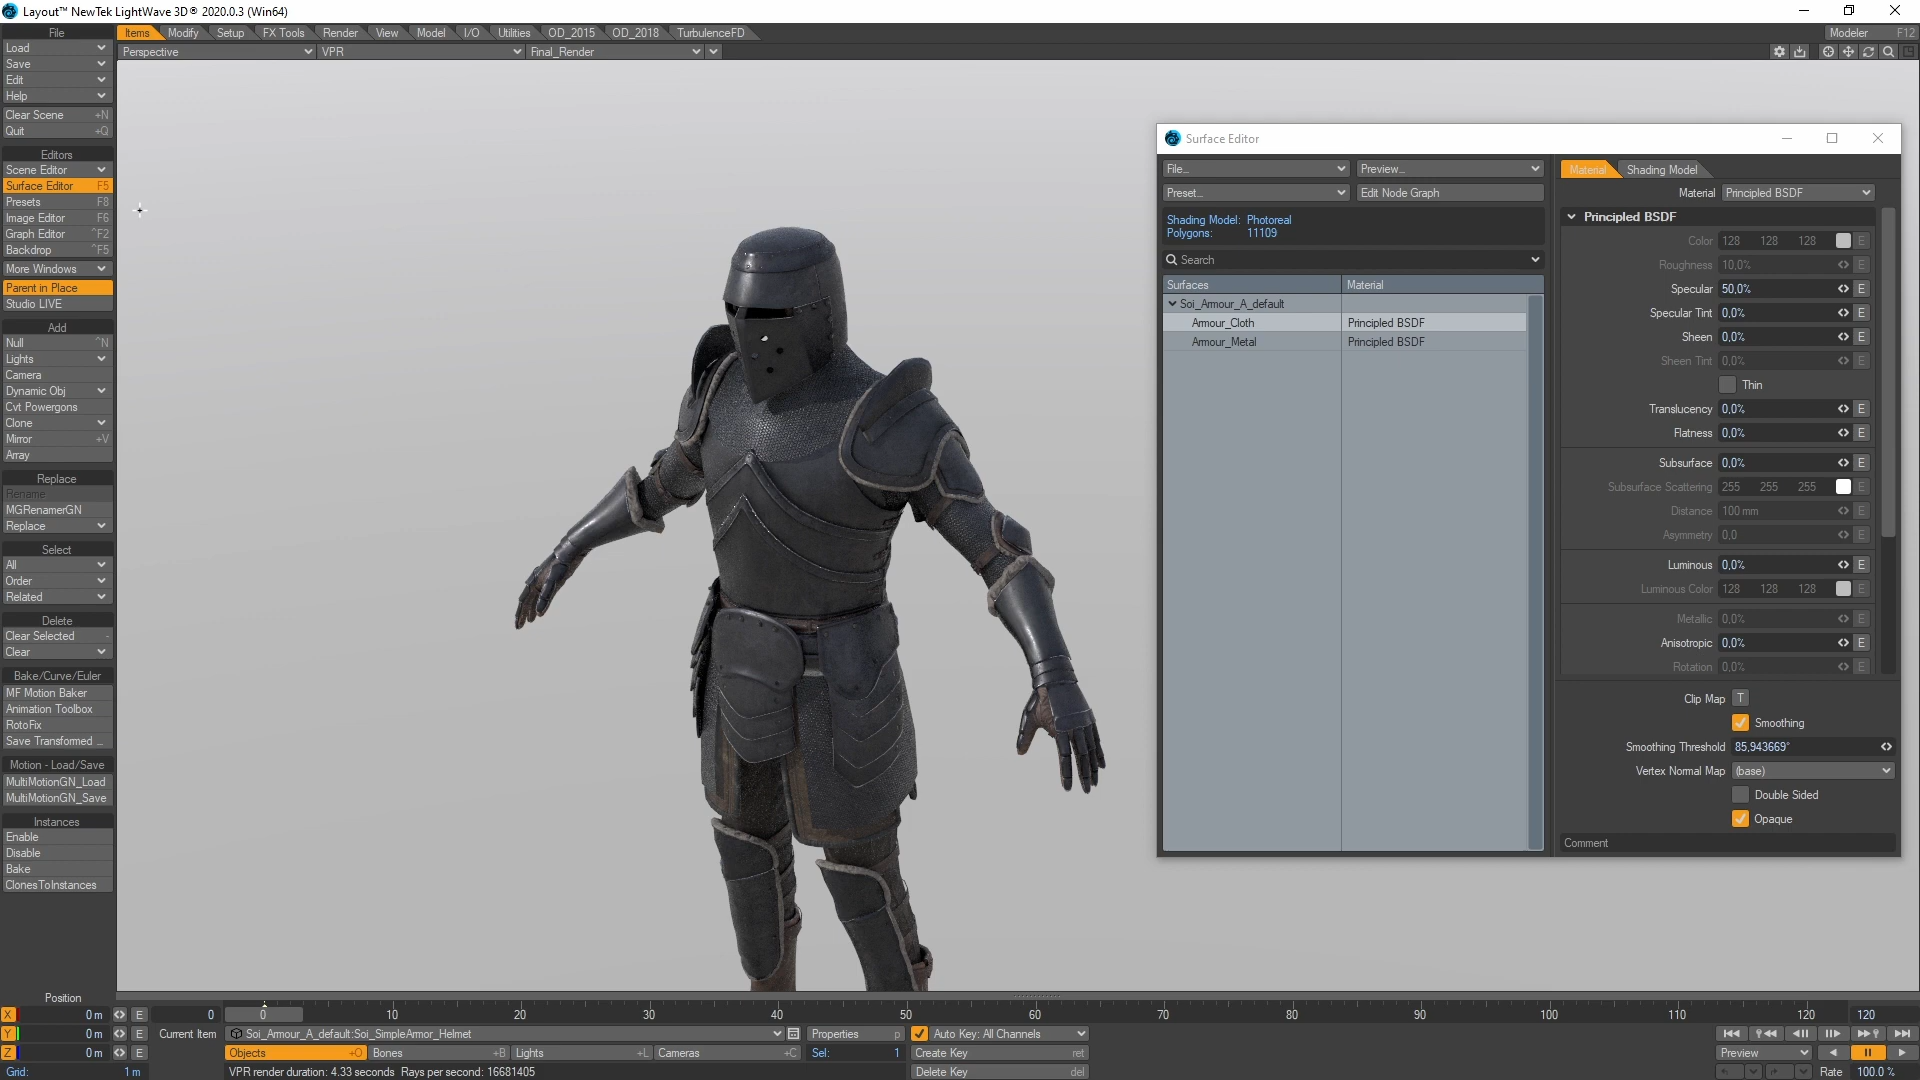 Layout™ NewTek LightWave 3D® 2020.0.3 (Win64)
File
Items Modify Setup FX Tools Render View Model I/O Utilities OD_2015 OD_2018 TurbulenceFD
Modeler F12
Load
Perspective VPR Final_Render
Save
Edit
Help
Clear Scene +N
Quit +Q
Editors
Scene Editor
Surface Editor F5
Presets F8
Image Editor F6
Graph Editor ^F2
Backdrop ^F5
More Windows
Parent in Place
Studio LIVE
Add
Null ^N
Lights
Camera
Dynamic Obj
Cvt Powergons
Clone
Mirror +V
Array
Replace
Rename
MGRenamerGN
Replace
Select
All
Order
Related
Delete
Clear Selected -
Clear
Bake/Curve/Euler
MF Motion Baker
Animation Toolbox
RotoFix
Save Transformed ...
Motion - Load/Save
MultiMotionGN_Load
MultiMotionGN_Save
Instances
Enable
Disable
Bake
ClonesToInstances
Surface Editor
File... Preview...
Preset... Edit Node Graph
Shading Model: Photoreal
Polygons: 11109
Search
Surfaces Material
Soi_Armour_A_default
Armour_Cloth Principled BSDF
Armour_Metal Principled BSDF
Material Shading Model
Material Principled BSDF
Principled BSDF
Color 128 128 128 E
Roughness 10,0% E
Specular 50,0% E
Specular Tint 0,0% E
Sheen 0,0% E
Sheen Tint 0,0% E
Thin
Translucency 0,0% E
Flatness 0,0% E
Subsurface 0,0% E
Subsurface Scattering 255 255 255 E
Distance 100 mm E
Asymmetry 0,0 E
Luminous 0,0% E
Luminous Color 128 128 128 E
Metallic 0,0% E
Anisotropic 0,0% E
Rotation 0,0% E
Clip Map T
Smoothing
Smoothing Threshold 85,943669°
Vertex Normal Map (base)
Double Sided
Opaque
Comment
Position
X 0 m E 0 0 10 20 30 40 50 60 70 80 90 100 110 120 120
Y 0 m E Current Item Soi_Armour_A_default:Soi_SimpleArmor_Helmet Properties p Auto Key: All Channels
Z 0 m E Objects +O Bones +B Lights +L Cameras +C Sel: 1 Create Key ret Preview
Grid: 1 m VPR render duration: 4.33 seconds Rays per second: 16681405 Delete Key del Rate 100.0 %